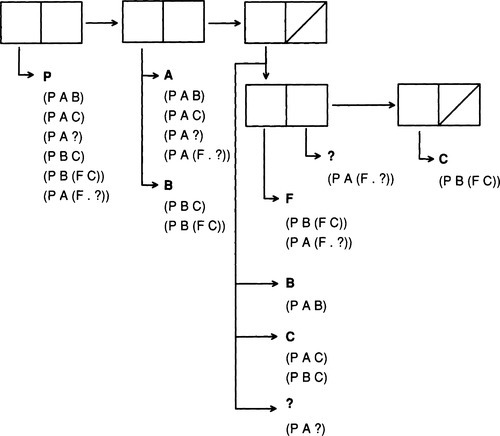 P
(P A B)
(P A C)
(P A ?)
(P B C)
(P B (F C))
(P A (F . ?))
A
(P A B)
(P A C)
(P A ?)
(P A (F . ?))
B
(P B C)
(P B (F C))
?
(P A (F . ?))
C
(P B (F C))
F
(P B (F C))
(P A (F . ?))
B
(P A B)
C
(P A C)
(P B C)
?
(P A ?)